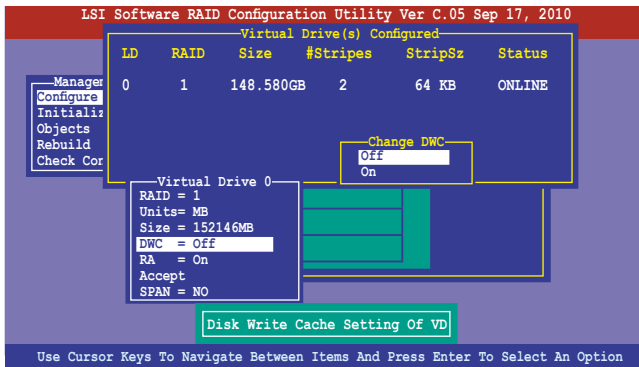 LSI Software RAID Configuration Utility Ver C.05 Sep 17, 2010
Virtual Drive(s) Configured
LD RAID Size #Stripes StripSz Status
0 1 148.580GB 2 64 KB ONLINE
Managem
Configure
Initializ
Objects
Rebuild
Check Con
Change DWC
Off
On
Virtual Drive 0
RAID = 1
Units= MB
Size = 152146MB
DWC = Off
RA = On
Accept
SPAN = NO
Disk Write Cache Setting Of VD
Use Cursor Keys To Navigate Between Items And Press Enter To Select An Option